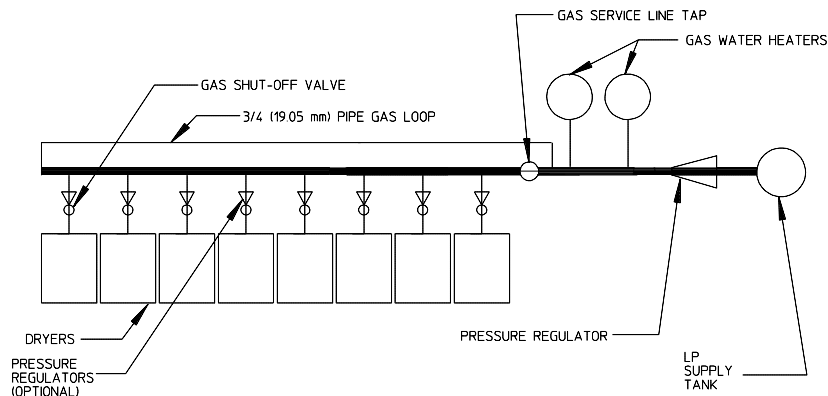 GAS SERVICE LINE TAP
GAS WATER HEATERS
GAS SHUT-OFF VALVE
3/4 (19.05 mm) PIPE GAS LOOP
DRYERS
PRESSURE REGULATOR
PRESSURE
REGULATORS
(OPTIONAL)
LP
SUPPLY
TANK